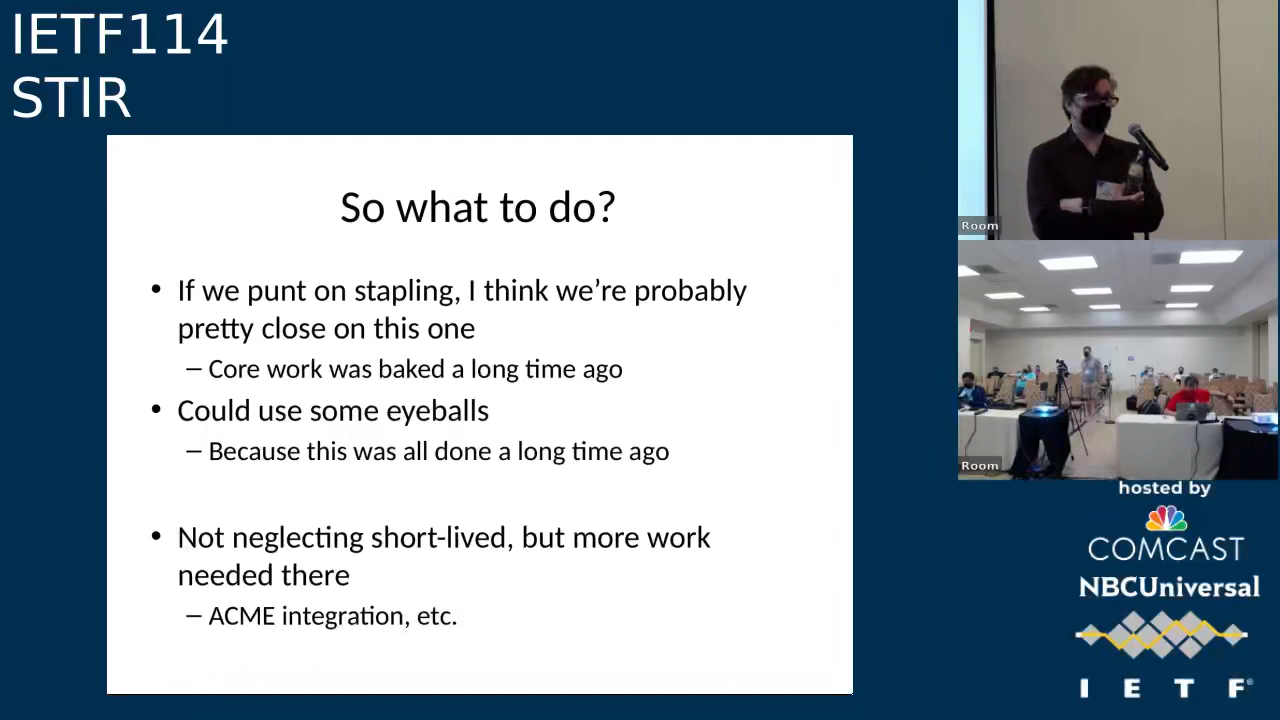 IETF114
STIR
So what to do?
• If we punt on stapling, I think we’re probably
pretty close on this one
– Core work was baked a long time ago
• Could use some eyeballs
– Because this was all done a long time ago
• Not neglecting short-lived, but more work
needed there
– ACME integration, etc.
Room
Room
hosted by
COMCAST
NBCUniversal
I E T F®